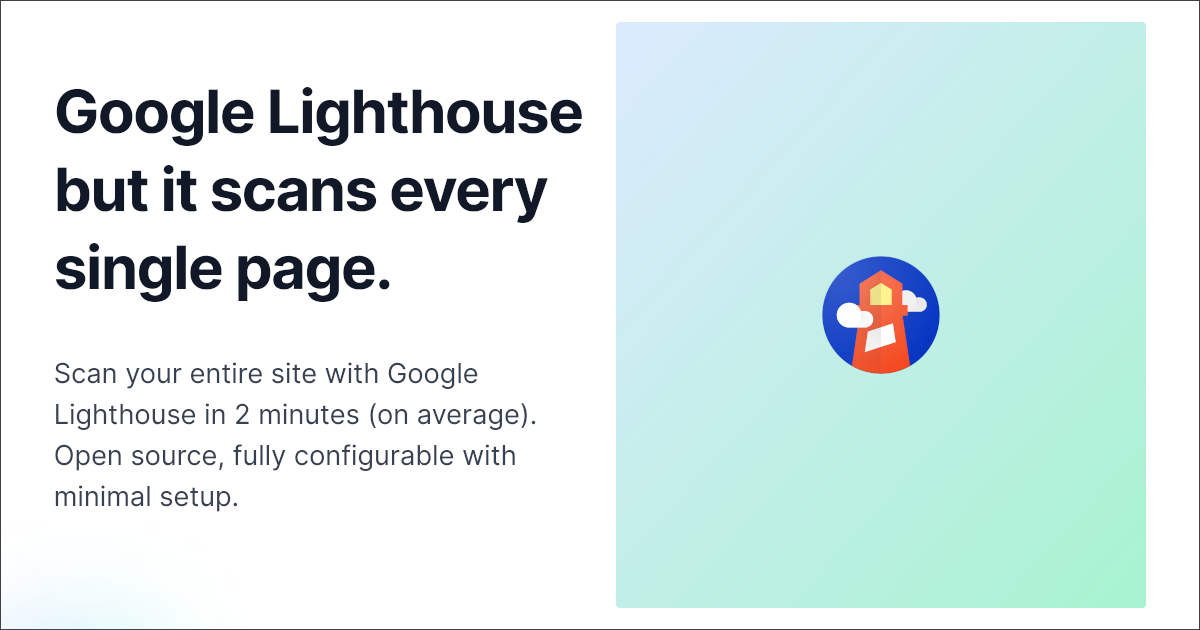 Google Lighthouse
but it scans every
single page.
Scan your entire site with Google
Lighthouse in 2 minutes (on average).
Open source, fully configurable with
minimal setup.